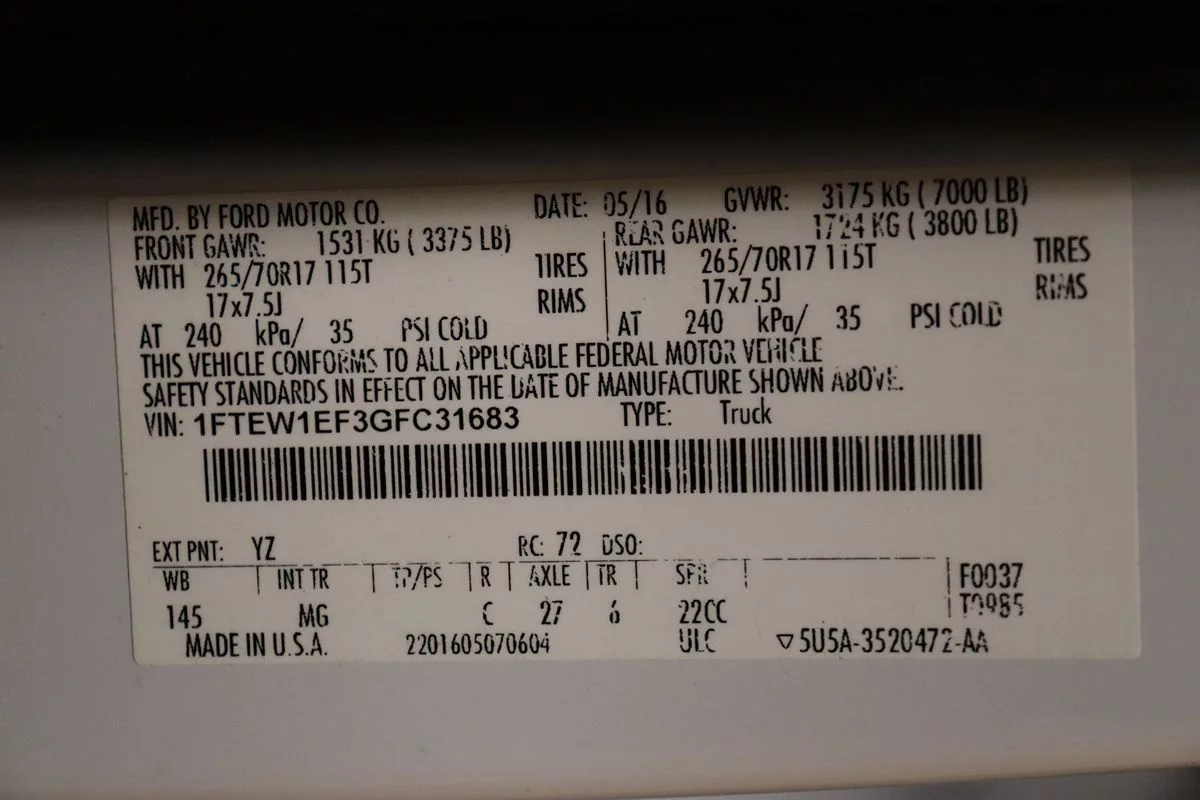 MFD. BY FORD MOTOR CO. DATE: 05/16 GVWR: 3175 KG ( 7000 LB)
FRONT GAWR: 1531 KG ( 3375 LB) REAR GAWR: 1724 KG ( 3800 LB)
WITH 265/70R17 115T TIRES WITH 265/70R17 115T TIRES
17x7.5J RIMS 17x7.5J RIMS
AT 240 kPa/ 35 PSI COLD AT 240 kPa/ 35 PSI COLD
THIS VEHICLE CONFORMS TO ALL APPLICABLE FEDERAL MOTOR VEHICLE
SAFETY STANDARDS IN EFFECT ON THE DATE OF MANUFACTURE SHOWN ABOVE.
VIN: 1FTEW1EF3GFC31683 TYPE: Truck
EXT PNT: YZ RC: 72 DSO:
WB INT TR TP/PS R AXLE TR SPR F0037
145 MG C 27 6 22CC T0985
MADE IN U.S.A. 2201605070604 ULC ▽5U5A-3520472-AA